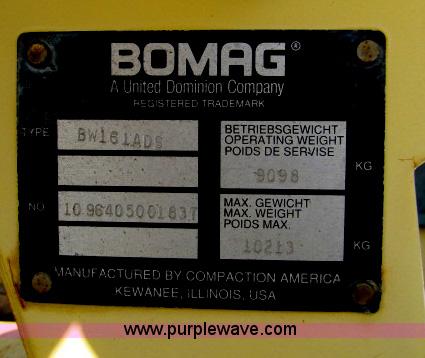 BOMAG®
A United Dominion Company
REGISTERED TRADEMARK
TYPE BW161ADS
BETRIEBSGEWICHT
OPERATING WEIGHT
POIDS DE SERVISE
9098 KG
NO 1096405001837
MAX. GEWICHT
MAX. WEIGHT
POIDS MAX.
10213 KG
MANUFACTURED BY COMPACTION AMERICA
KEWANEE, ILLINOIS, USA
www.purplewave.com